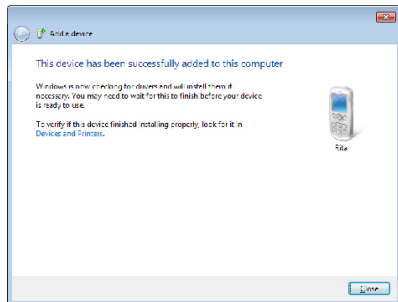 Add a device
This device has been successfully added to this computer
Windows is now checking for drivers and will install them if
necessary. You may need to wait for this to finish before your device
is ready to use.
To verify if this device finished installing properly, look for it in
Devices and Printers.
Rita
Close